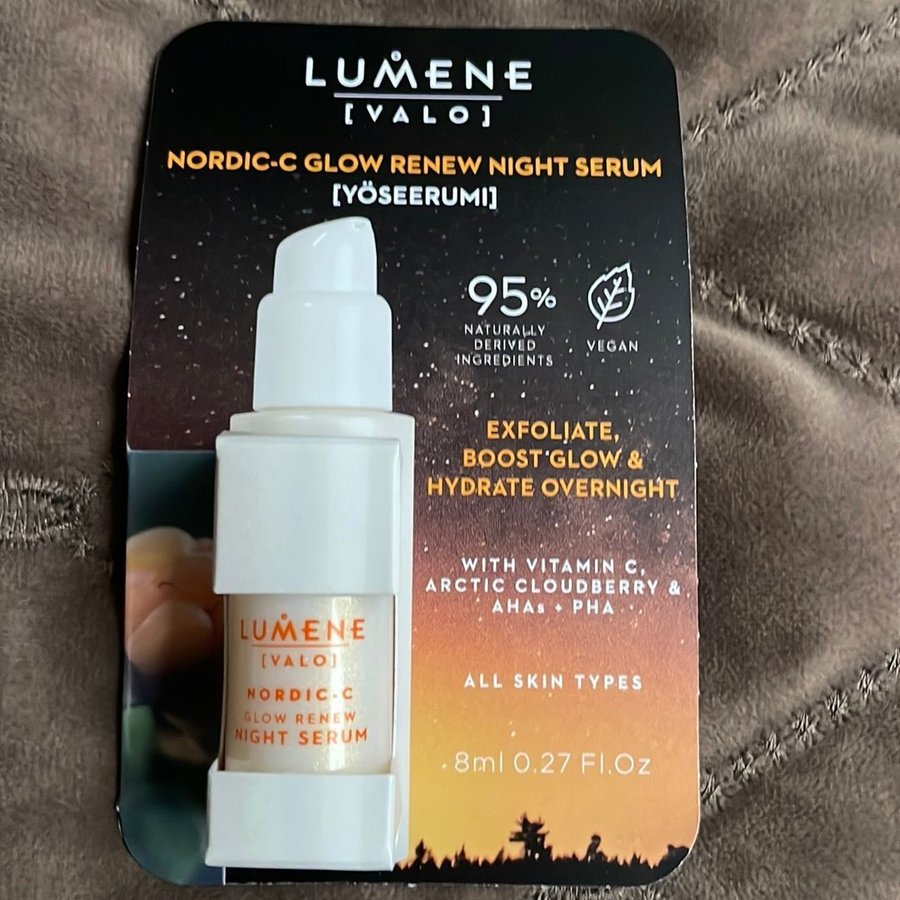 LUMENE
[VALO]
NORDIC-C GLOW RENEW NIGHT SERUM
[YÖSEERUMI]
95%
NATURALLY
DERIVED
INGREDIENTS
VEGAN
EXFOLIATE,
BOOST GLOW &
HYDRATE OVERNIGHT
WITH VITAMIN C,
ARCTIC CLOUDBERRY &
AHAs + PHA
ALL SKIN TYPES
8ml 0.27 Fl.Oz
LUMENE
[VALO]
NORDIC-C
GLOW RENEW
NIGHT SERUM